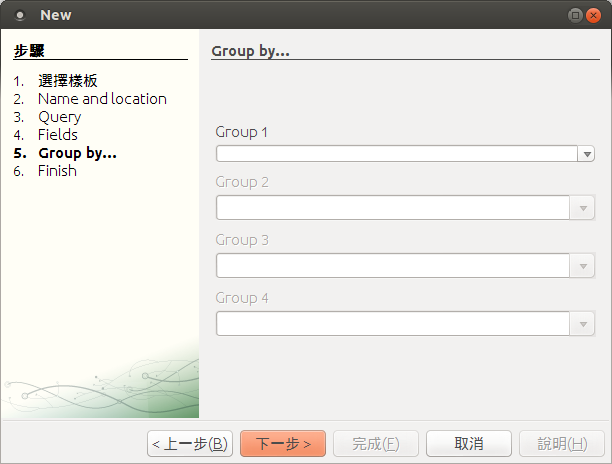 New
步驟
1. 選擇樣板
2. Name and location
3. Query
4. Fields
5. Group by...
6. Finish
Group by...
Group 1
Group 2
Group 3
Group 4
< 上一步(B)
下一步 >
完成(F)
取消
說明(H)